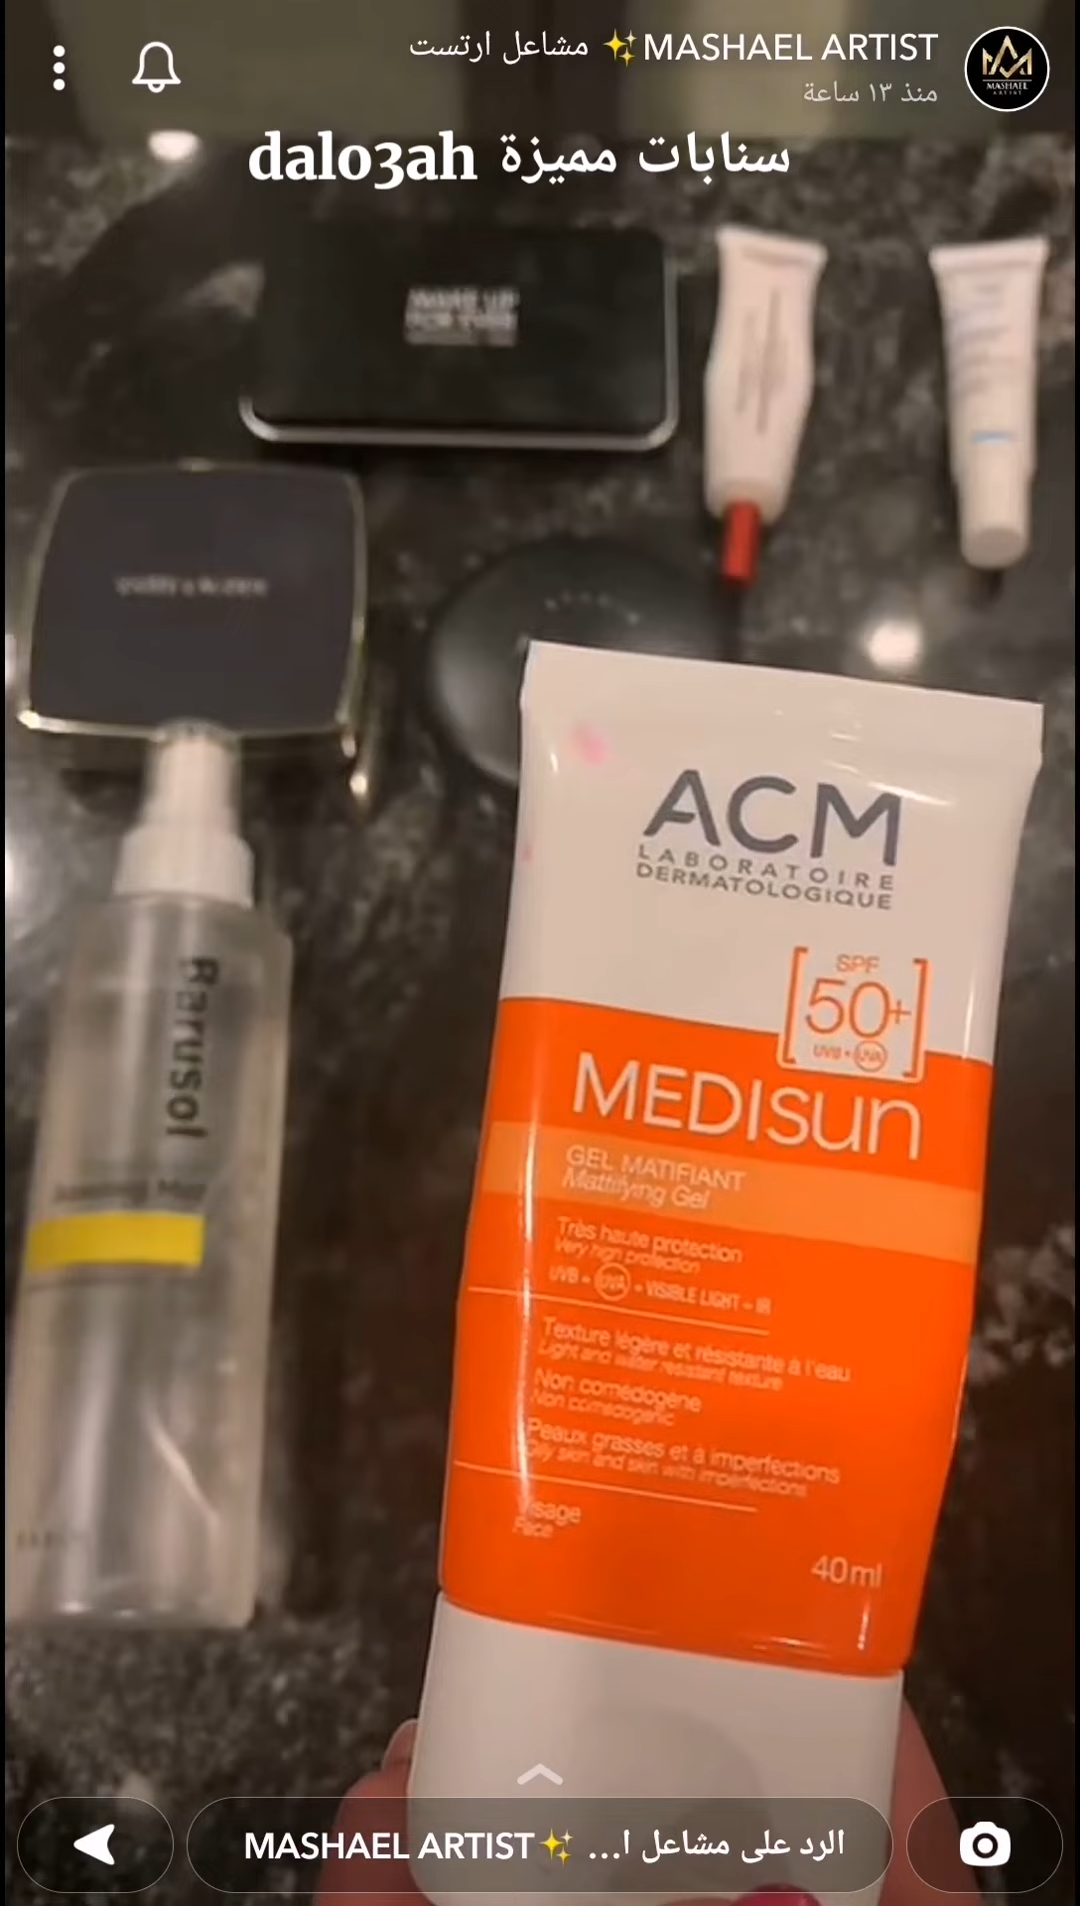 MASHAEL ARTIST✨ مشاعل ارتست
منذ ١٣ ساعة
سنابات مميزة dalo3ah
MAKE UP
FOR EVER
ACM
LABORATOIRE
DERMATOLOGIQUE
SPF
50+
UVB + UVA
MEDISun
GEL MATIFIANT
Mattifying Gel
Très haute protection
Very high protection
UVB + UVA + VISIBLE LIGHT + IR
Texture légère et résistante à l'eau
Light and water resistant texture
Non comédogène
Non comedogenic
Peaux grasses et à imperfections
Oily skin and skin with imperfections
Visage
Face
40ml
Rarusol
الرد على مشاعل ا... ✨MASHAEL ARTIST